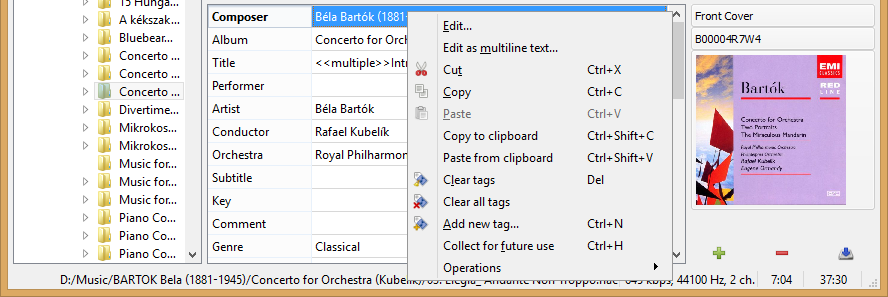 15 Hunga...
A kékszak...
Bluebear...
Concerto ...
Concerto ...
Concerto ...
Divertime...
Mikrokos...
Mikrokos...
Music for...
Music for...
Music for...
Piano Co...
Piano Co...
Piano Co...
Composer Béla Bartók (1881-
Album Concerto for Orch
Title <<multiple>>Intr
Performer
Artist Béla Bartók
Conductor Rafael Kubelík
Orchestra Royal Philharmon
Subtitle
Key
Comment
Genre Classical
Edit...
Edit as multiline text...
Cut Ctrl+X
Copy Ctrl+C
Paste Ctrl+V
Copy to clipboard Ctrl+Shift+C
Paste from clipboard Ctrl+Shift+V
Clear tags Del
Clear all tags
Add new tag... Ctrl+N
Collect for future use Ctrl+H
Operations
Front Cover
B00004R7W4
EMI
CLASSICS
RED
LINE
Bartók
Concerto for Orchestra
Two Portraits
The Miraculous Mandarin
Royal Philharmonic Orchestra
Philadelphia Orchestra
Rafael Kubelik
Eugene Ormandy
D:/Music/BARTOK Bela (1881-1945)/Concerto for Orchestra (Kubelik)/03. Elegia_ Andante Non Troppo.flac 645 kbps, 44100 Hz, 2 ch. 7:04 37:30